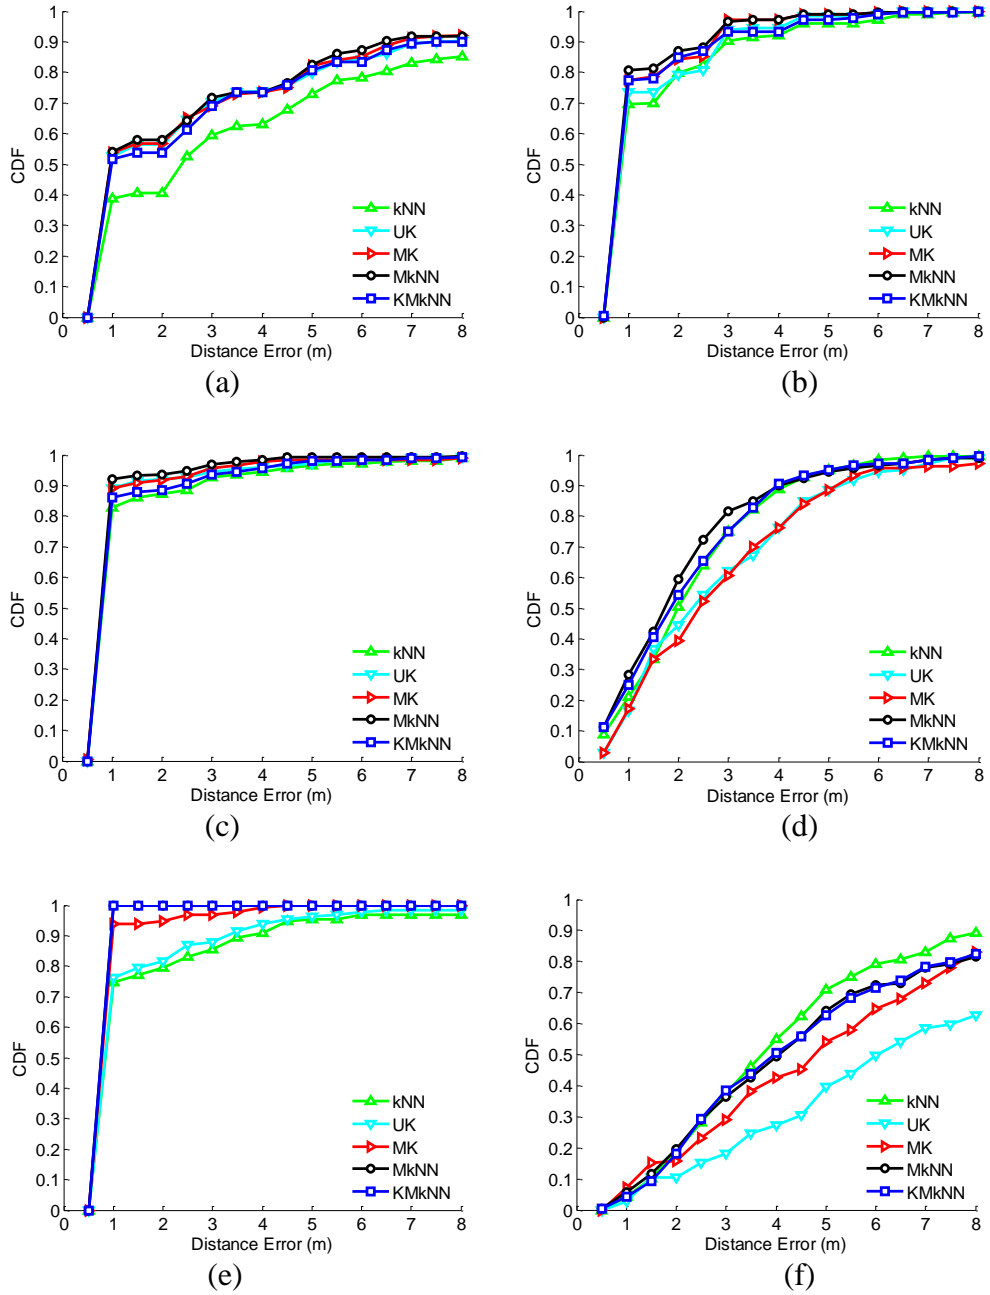 1
0.9
0.8
0.7
0.6
0.5
0.4
0.3
0.2
0.1
0
CDF
0 1 2 3 4 5 6 7 8
Distance Error (m)
kNN
UK
MK
MkNN
KMkNN
(a)
1
0.9
0.8
0.7
0.6
0.5
0.4
0.3
0.2
0.1
0
CDF
0 1 2 3 4 5 6 7 8
Distance Error (m)
kNN
UK
MK
MkNN
KMkNN
(b)
1
0.9
0.8
0.7
0.6
0.5
0.4
0.3
0.2
0.1
0
CDF
0 1 2 3 4 5 6 7 8
Distance Error (m)
kNN
UK
MK
MkNN
KMkNN
(c)
1
0.9
0.8
0.7
0.6
0.5
0.4
0.3
0.2
0.1
0
CDF
0 1 2 3 4 5 6 7 8
Distance Error (m)
kNN
UK
MK
MkNN
KMkNN
(d)
1
0.9
0.8
0.7
0.6
0.5
0.4
0.3
0.2
0.1
0
CDF
0 1 2 3 4 5 6 7 8
Distance Error (m)
kNN
UK
MK
MkNN
KMkNN
(e)
1
0.9
0.8
0.7
0.6
0.5
0.4
0.3
0.2
0.1
0
CDF
0 1 2 3 4 5 6 7 8
Distance Error (m)
kNN
UK
MK
MkNN
KMkNN
(f)